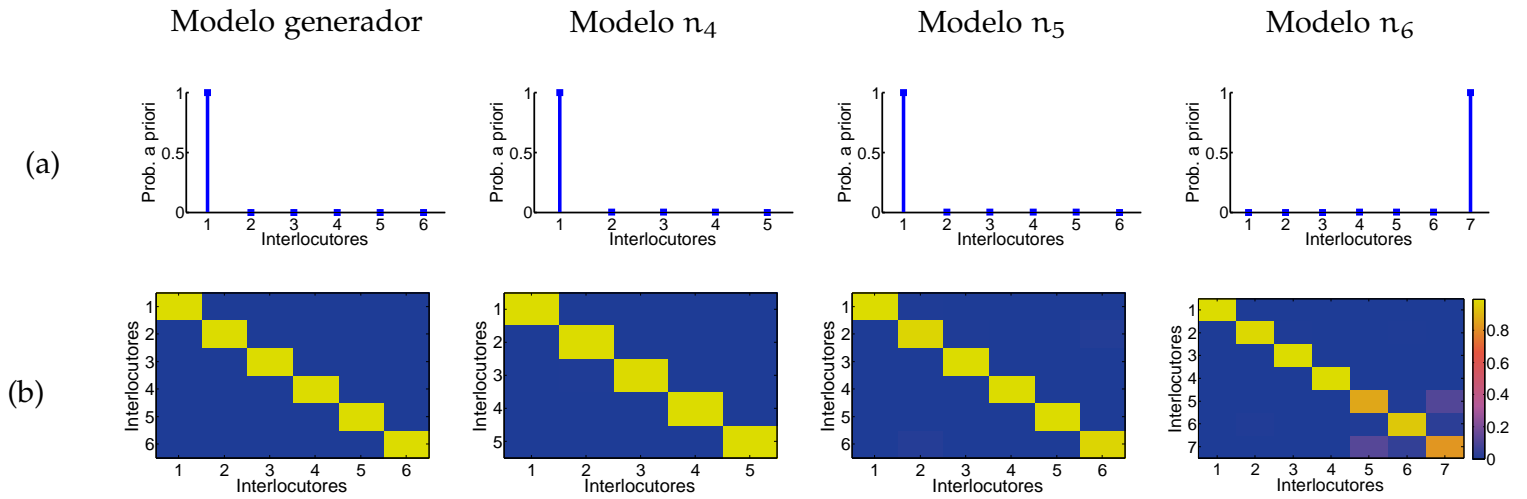 Modelo generador
Modelo n4
Modelo n5
Modelo n6
(a)
Prob. a priori
1
0.5
0
1 2 3 4 5 6
Interlocutores
Prob. a priori
1
0.5
0
1 2 3 4 5
Interlocutores
Prob. a priori
1
0.5
0
1 2 3 4 5 6
Interlocutores
Prob. a priori
1
0.5
0
1 2 3 4 5 6 7
Interlocutores
(b)
Interlocutores
1
2
3
4
5
6
1 2 3 4 5 6
Interlocutores
Interlocutores
1
2
3
4
5
1 2 3 4 5
Interlocutores
Interlocutores
1
2
3
4
5
6
1 2 3 4 5 6
Interlocutores
Interlocutores
1
2
3
4
5
6
7
1 2 3 4 5 6 7
Interlocutores
0.8
0.6
0.4
0.2
0